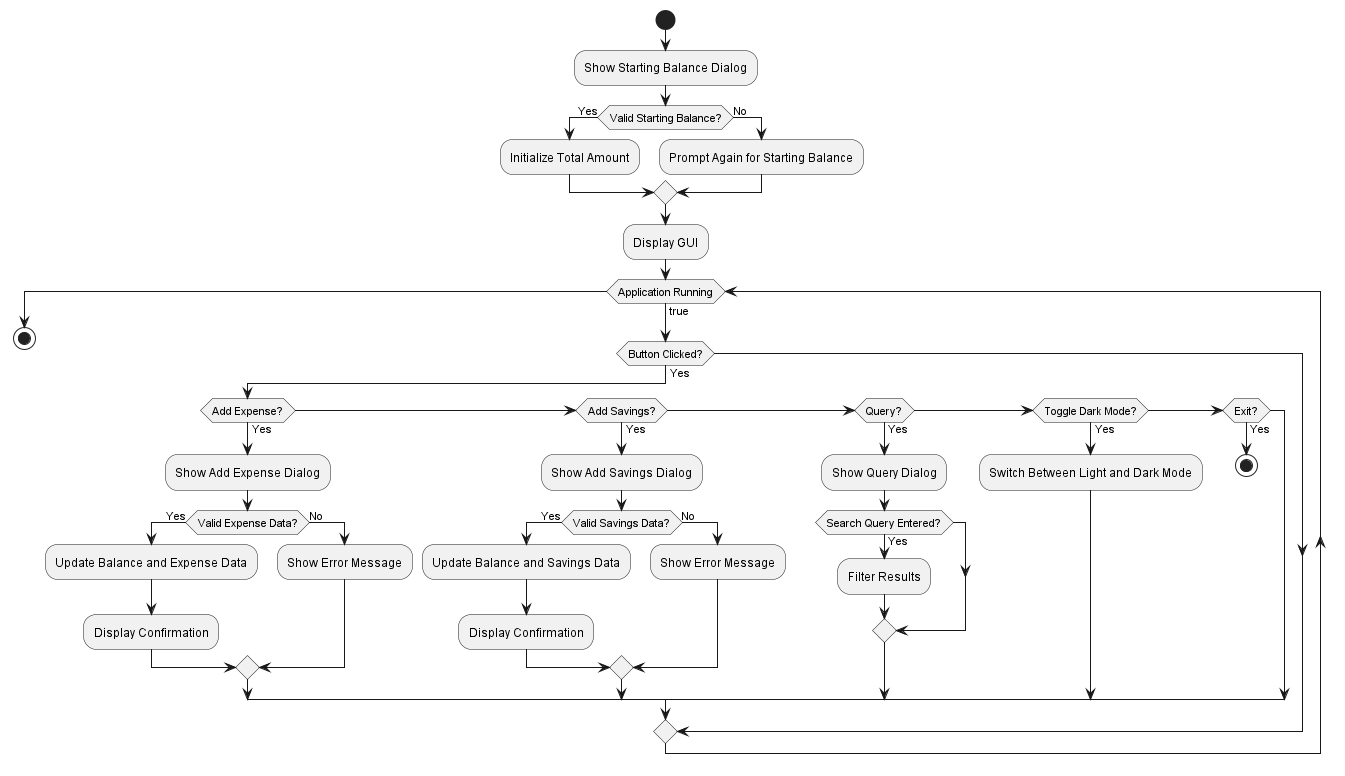 Show Starting Balance Dialog
Yes
Valid Starting Balance?
No
Initialize Total Amount
Prompt Again for Starting Balance
Display GUI
Application Running
true
Button Clicked?
Yes
Add Expense?
Add Savings?
Query?
Toggle Dark Mode?
Exit?
Yes
Yes
Yes
Yes
Yes
Show Add Expense Dialog
Show Add Savings Dialog
Show Query Dialog
Switch Between Light and Dark Mode
Yes
Valid Expense Data?
No
Yes
Valid Savings Data?
No
Search Query Entered?
Yes
Update Balance and Expense Data
Show Error Message
Update Balance and Savings Data
Show Error Message
Filter Results
Display Confirmation
Display Confirmation